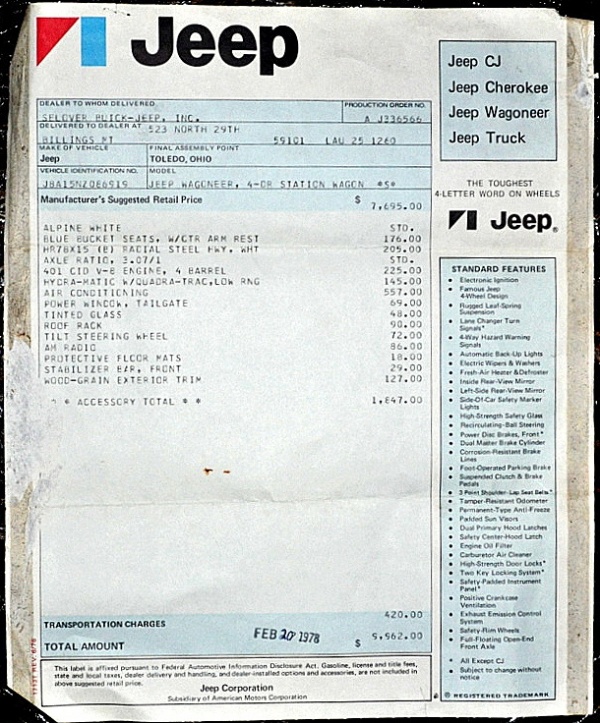 Jeep
DEALER TO WHOM DELIVERED
PRODUCTION ORDER NO.
SELOVER BUICK-JEEP, INC.
A J336566
DELIVERED TO DEALER AT 523 NORTH 29TH
BILLINGS MT 59101 LAU 25 1260
MAKE OF VEHICLE
FINAL ASSEMBLY POINT
Jeep
TOLEDO, OHIO
VEHICLE IDENTIFICATION NO.
MODEL
J8A15NZ086919
JEEP WAGONEER, 4-DR STATION WAGON *S*
Manufacturer's Suggested Retail Price $ 7,695.00
ALPINE WHITE STD.
BLUE BUCKET SEATS, W/CTR ARM REST 176.00
HR78X15 (B) RADIAL STEEL HWY, WHT 205.00
AXLE RATIO, 3.07/1 STD.
401 CID V-8 ENGINE, 4 BARREL 225.00
HYDRA-MATIC W/QUADRA-TRAC,LOW RNG 145.00
AIR CONDITIONING 557.00
POWER WINDOW, TAILGATE 69.00
TINTED GLASS 48.00
ROOF RACK 90.00
TILT STEERING WHEEL 72.00
AM RADIO 86.00
PROTECTIVE FLOOR MATS 18.00
STABILIZER BAR, FRONT 29.00
WOOD-GRAIN EXTERIOR TRIM 127.00
* * ACCESSORY TOTAL * * 1,847.00
TRANSPORTATION CHARGES 420.00
TOTAL AMOUNT FEB 20 1978 $ 9,962.00
This label is affixed pursuant to Federal Automotive Information Disclosure Act. Gasoline, license and title fees,
state and local taxes, dealer delivery and handling, and dealer-installed options and accessories, are not included in
above suggested retail price.
Jeep Corporation
Subsidiary of American Motors Corporation
Jeep CJ
Jeep Cherokee
Jeep Wagoneer
Jeep Truck
THE TOUGHEST
4-LETTER WORD ON WHEELS
Jeep®
STANDARD FEATURES
• Electronic Ignition
• Famous Jeep
4-Wheel Design
• Rugged Leaf-Spring
Suspension
• Lane Changer Turn
Signals*
• 4-Way Hazard Warning
Signals
• Automatic Back-Up Lights
• Electric Wipers & Washers
• Fresh-Air Heater & Defroster
• Inside Rear-View Mirror
• Left-Side Rear-View Mirror
• Side-Of-Car Safety Marker
Lights
• High-Strength Safety Glass
• Recirculating-Ball Steering
• Power Disc Brakes, Front*
• Dual Master Brake Cylinder
• Corrosion-Resistant Brake
Lines
• Foot-Operated Parking Brake
• Suspended Clutch & Brake
Pedals
• 3 Point Shoulder-Lap Seat Belts*
• Tamper-Resistant Odometer
• Permanent-Type Anti-Freeze
• Padded Sun Visors
• Dual Primary Hood Latches
• Safety Center-Hood Latch
• Engine Oil Filter
• Carburetor Air Cleaner
• High-Strength Door Locks*
• Two Key Locking System*
• Safety-Padded Instrument
Panel*
• Positive Crankcase
Ventilation
• Exhaust Emission Control
System
• Safety-Rim Wheels
• Full-Floating Open-End
Front Axle
* All Except CJ
• Subject to change without
notice
® REGISTERED TRADEMARK